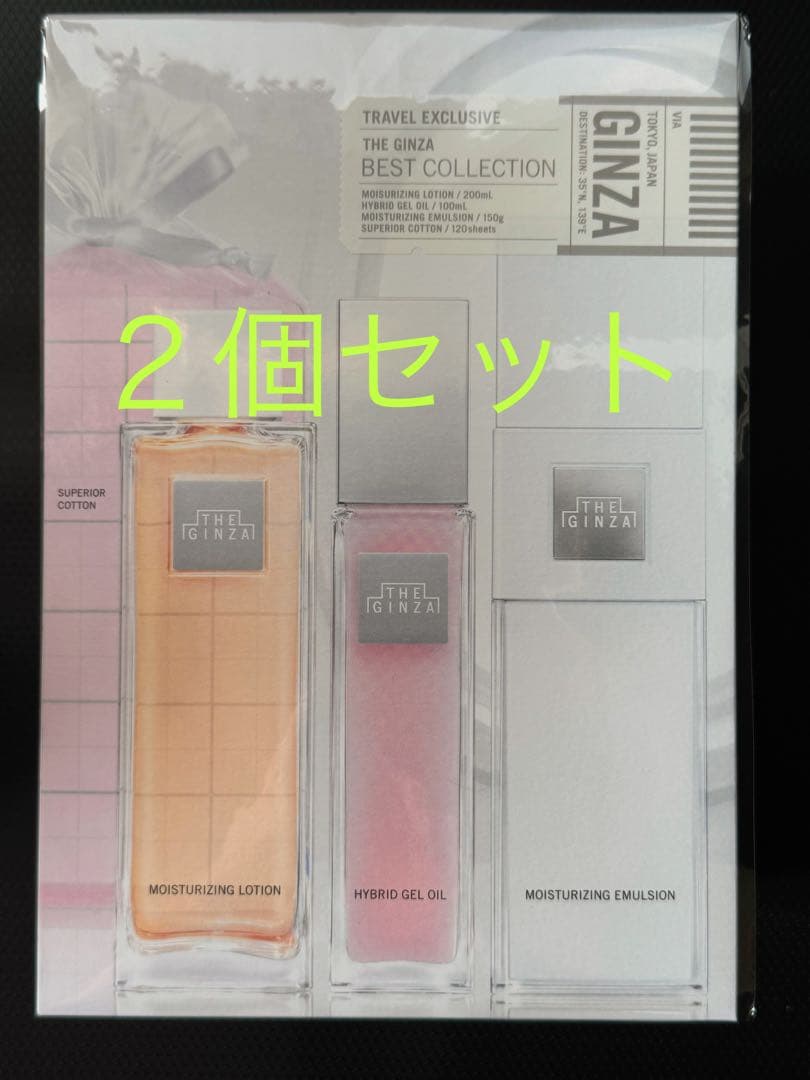 TRAVEL EXCLUSIVE
THE GINZA
BEST COLLECTION
MOISURIZING LOTION / 200mL
HYBRID GEL OIL / 100mL
MOISTURIZING EMULSION / 150g
SUPERIOR COTTON / 120sheets
VIA
TOKYO, JAPAN
GINZA
DESTINATION: 35°N, 139°E
２個セット
SUPERIOR
COTTON
THE
GINZA
THE
GINZA
THE
GINZA
MOISTURIZING LOTION
HYBRID GEL OIL
MOISTURIZING EMULSION